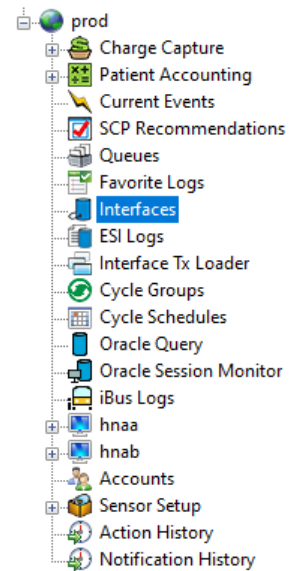 prod
Charge Capture
Patient Accounting
Current Events
SCP Recommendations
Queues
Favorite Logs
Interfaces
ESI Logs
Interface Tx Loader
Cycle Groups
Cycle Schedules
Oracle Query
Oracle Session Monitor
iBus Logs
hnaa
hnab
Accounts
Sensor Setup
Action History
Notification History